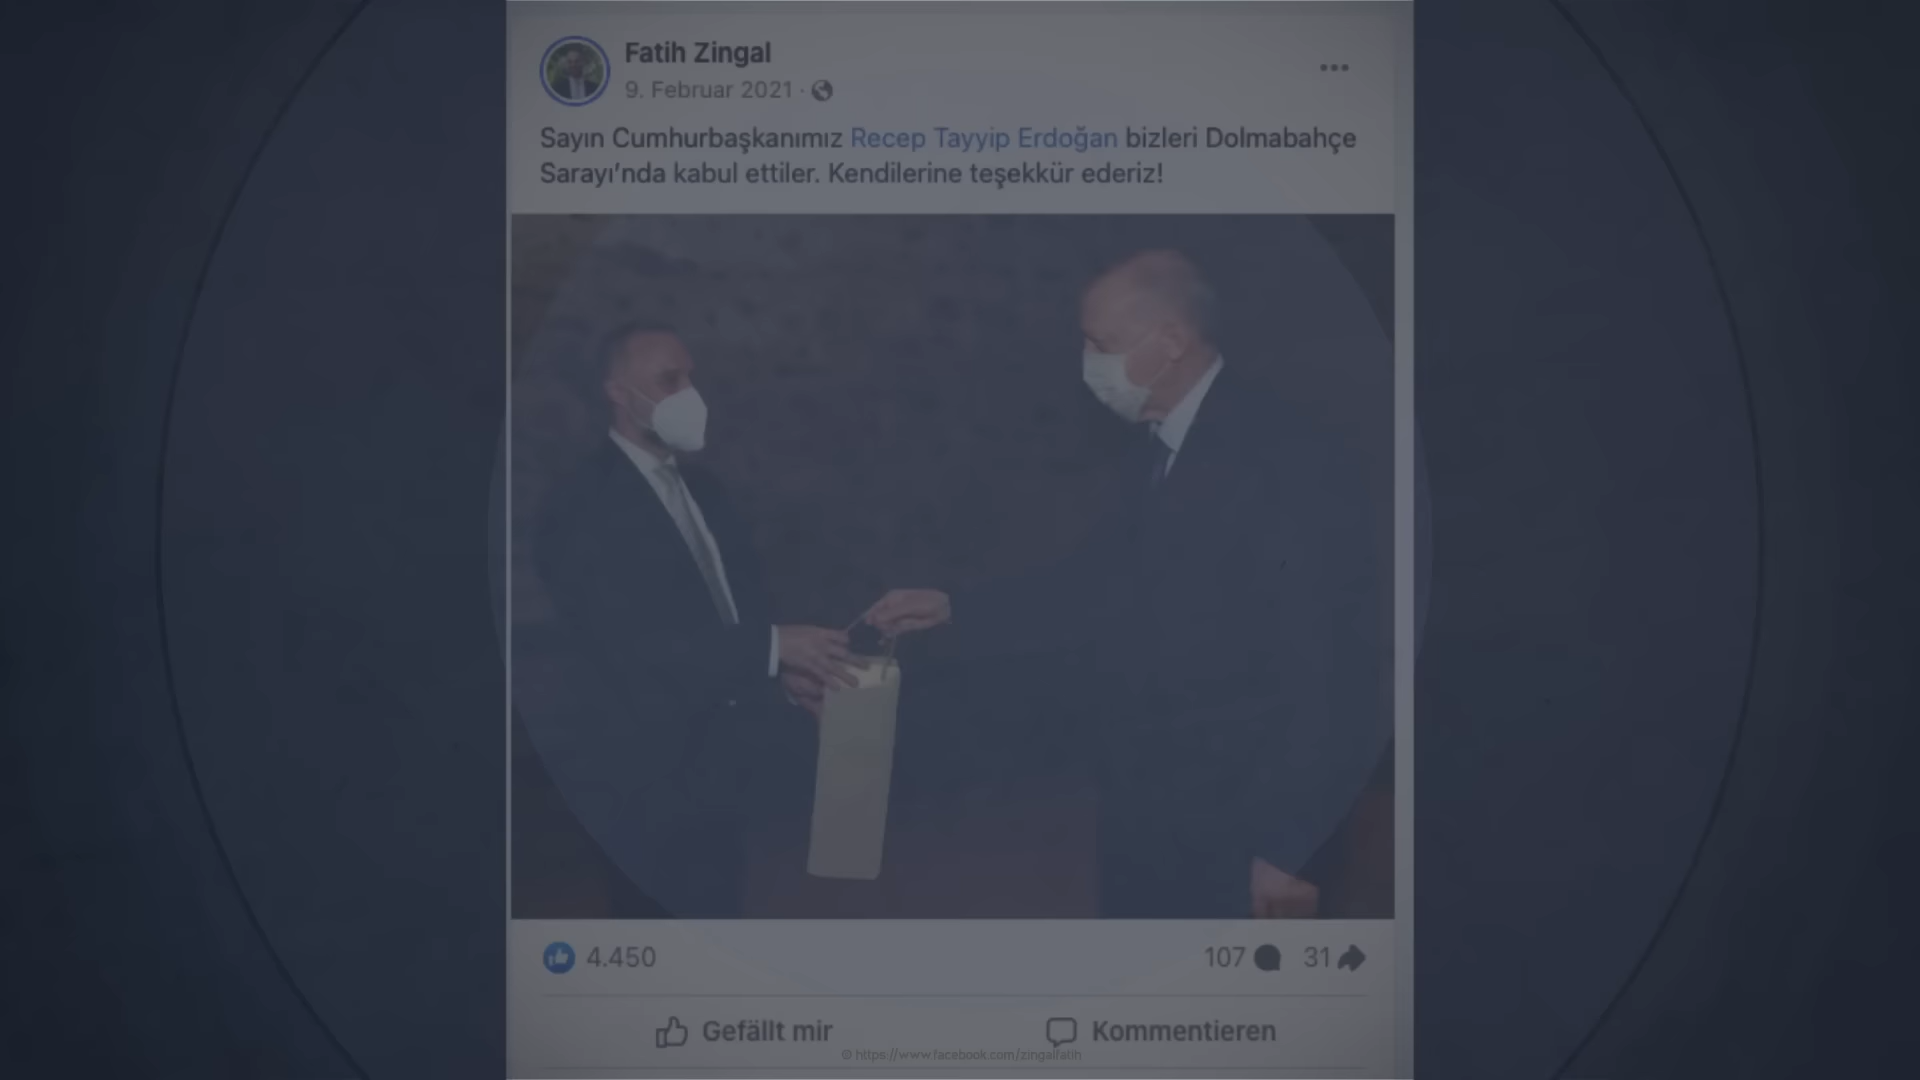 Fatih Zingal
9. Februar 2021 ·
Sayın Cumhurbaşkanımız Recep Tayyip Erdoğan bizleri Dolmabahçe
Sarayı'nda kabul ettiler. Kendilerine teşekkür ederiz!
4.450
107 31
Gefällt mir Kommentieren
© https://www.facebook.com/zingalfatih